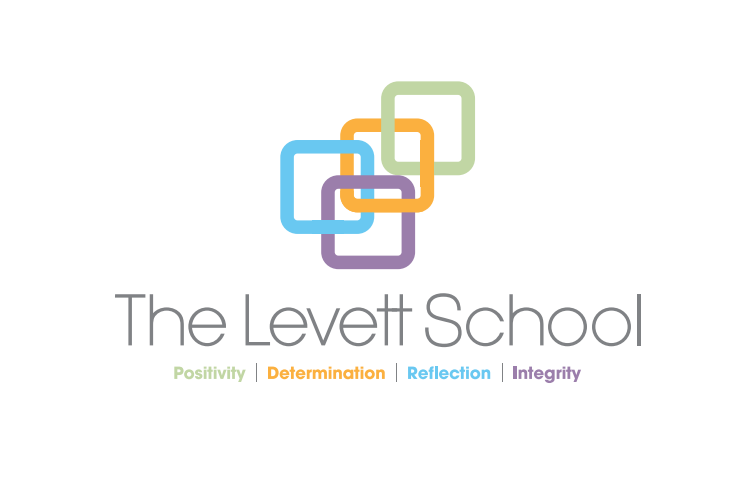 The Levett School
Positivity | Determination | Reflection | Integrity